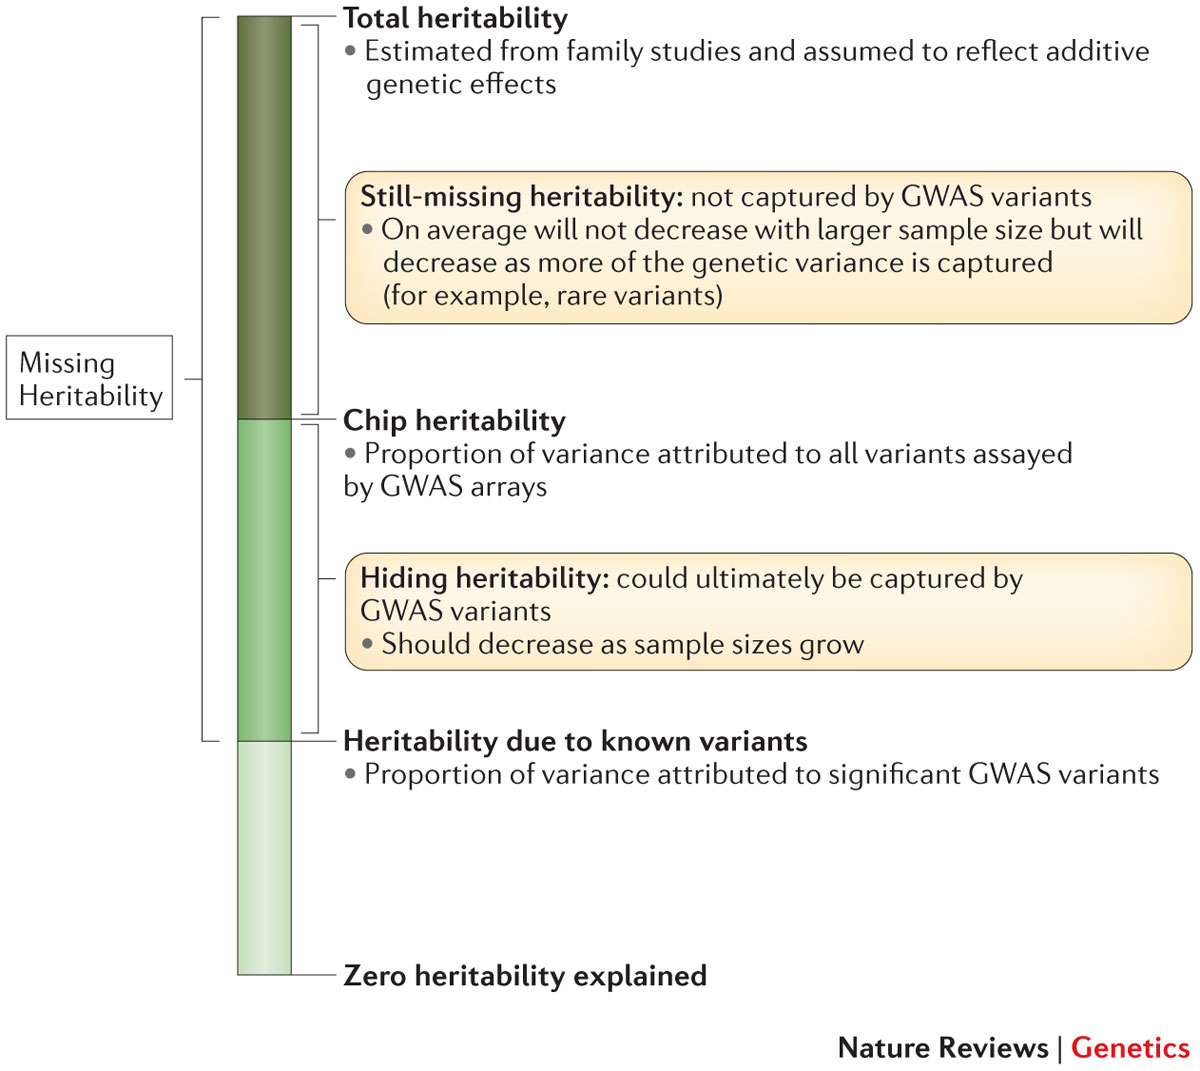 Total heritability
• Estimated from family studies and assumed to reflect additive
genetic effects
Still-missing heritability: not captured by GWAS variants
• On average will not decrease with larger sample size but will
decrease as more of the genetic variance is captured
(for example, rare variants)
Missing
Heritability
Chip heritability
• Proportion of variance attributed to all variants assayed
by GWAS arrays
Hiding heritability: could ultimately be captured by
GWAS variants
• Should decrease as sample sizes grow
Heritability due to known variants
• Proportion of variance attributed to significant GWAS variants
Zero heritability explained
Nature Reviews | Genetics